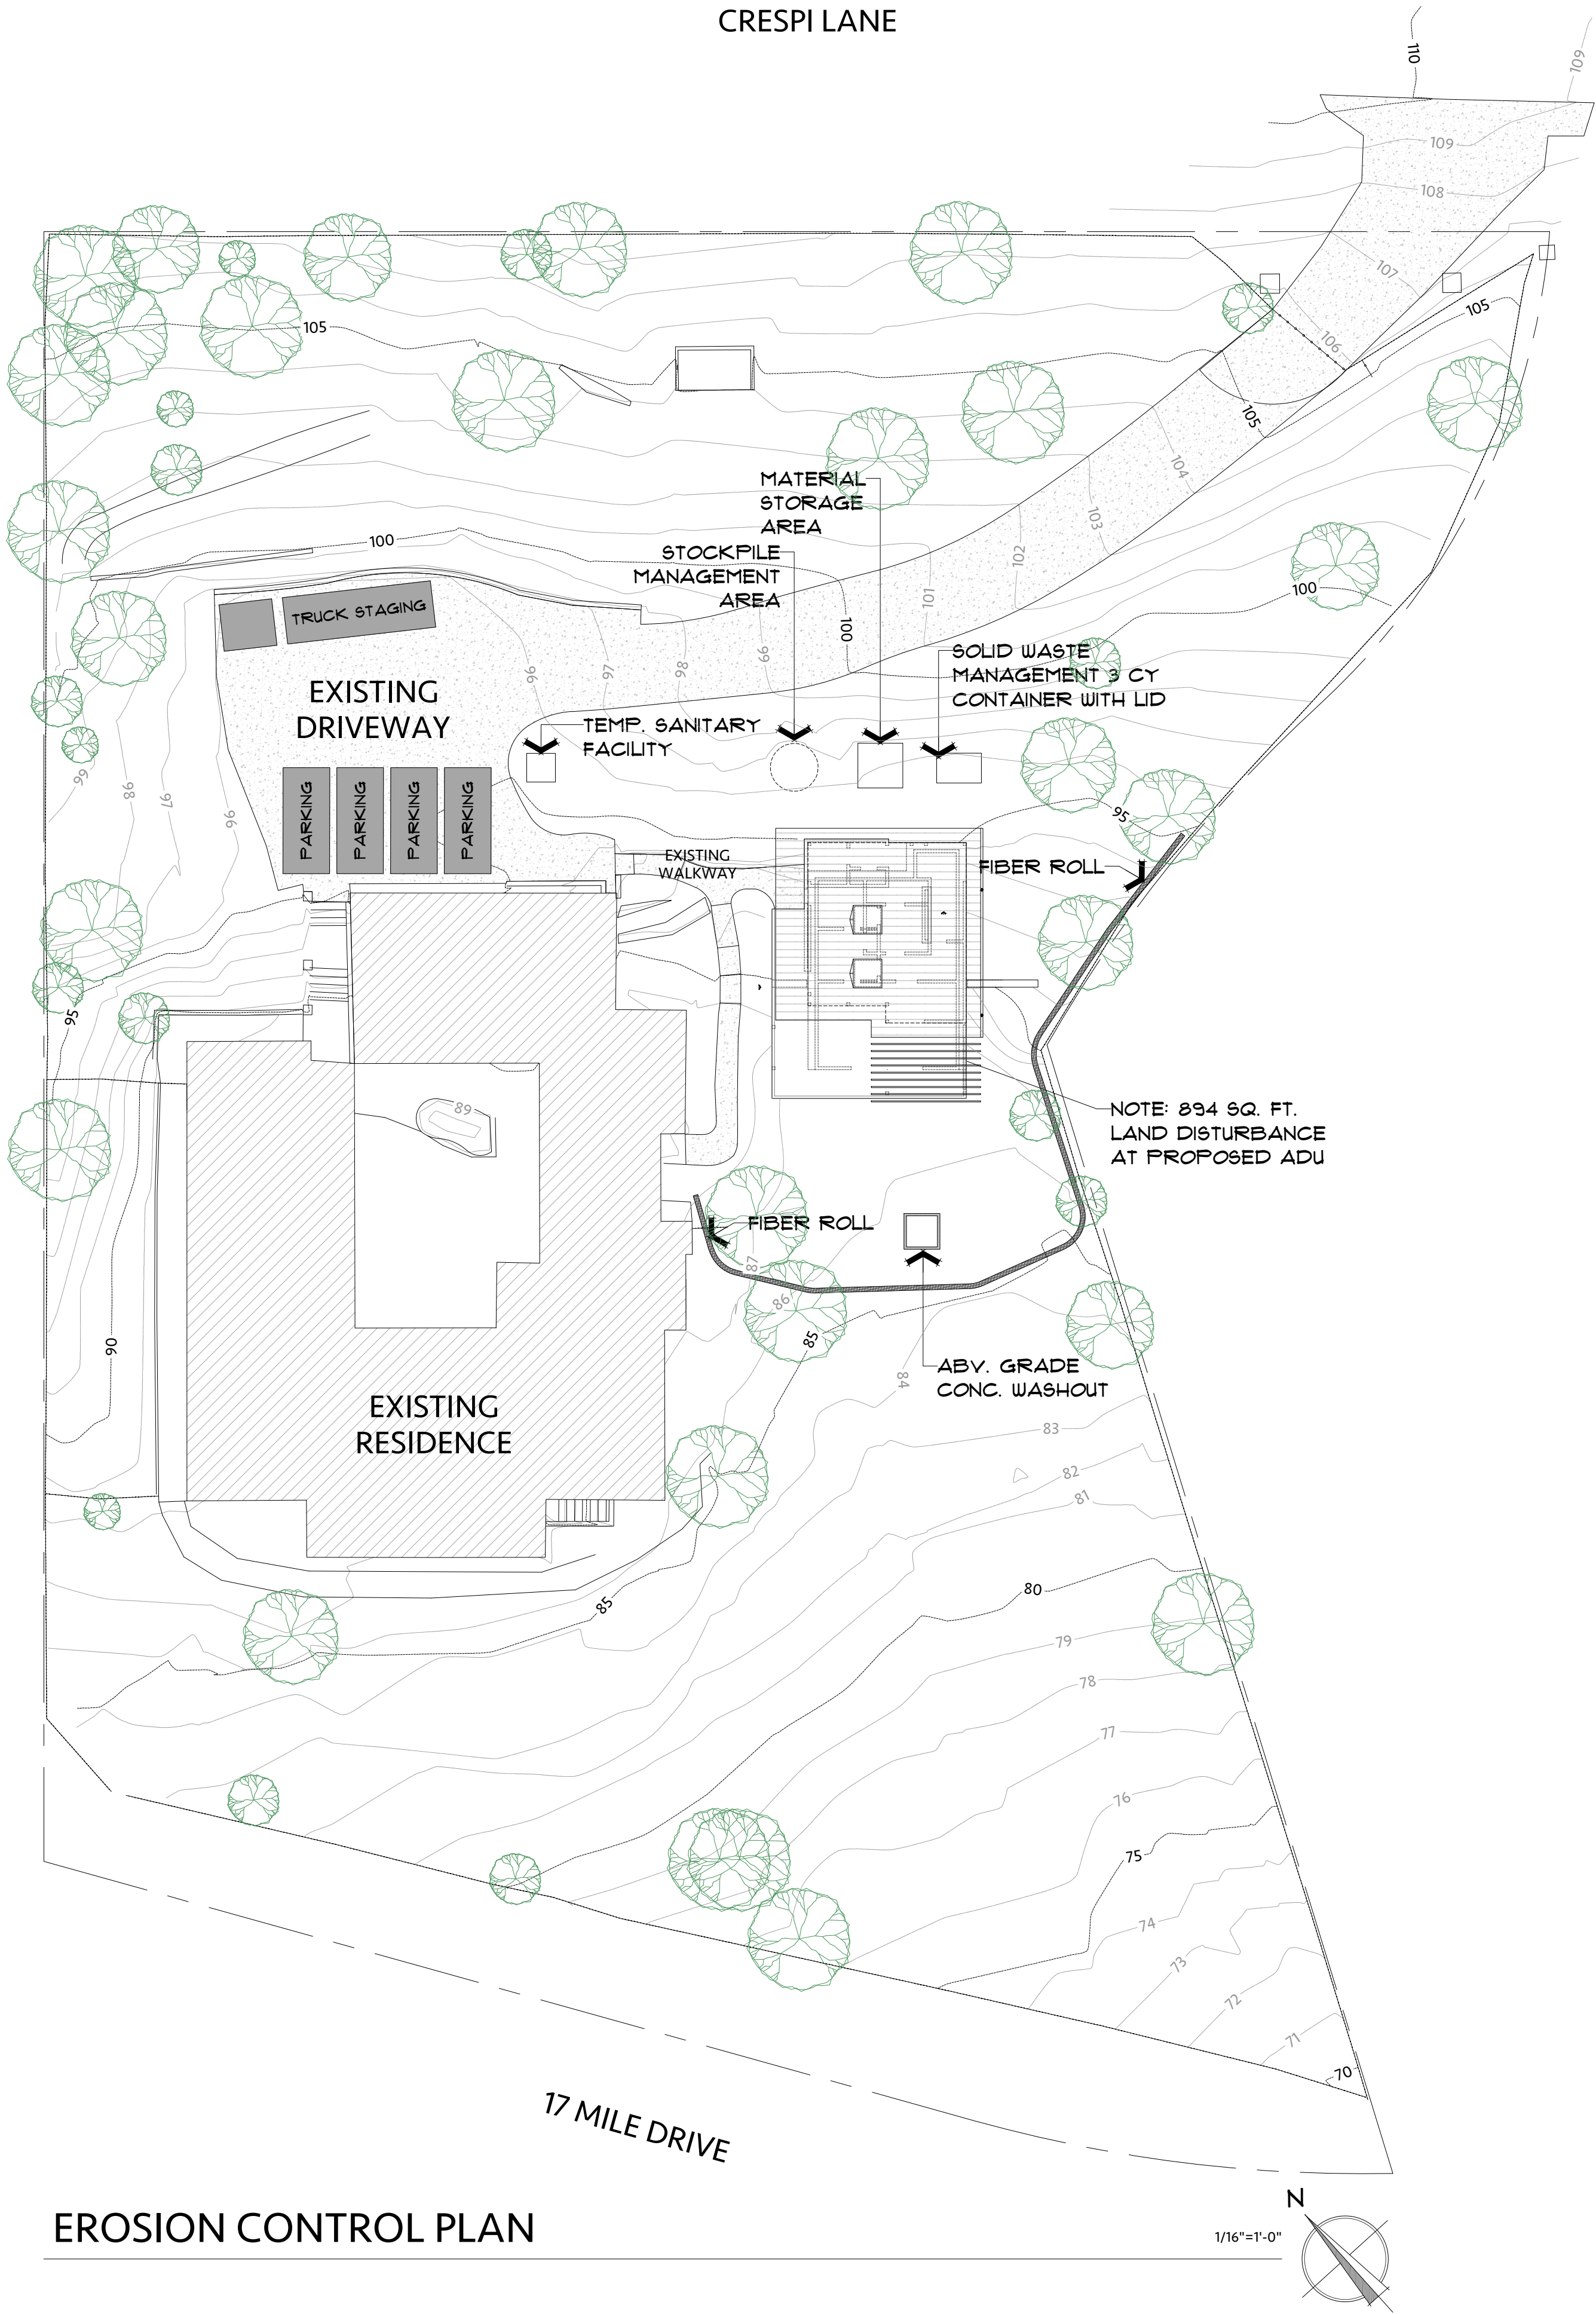 CRESPI LANE
110
109
109
108
107
106
105
105
105
104
103
102
101
100
MATERIAL
STORAGE
AREA
STOCKPILE
MANAGEMENT
AREA
100
100
TRUCK STAGING
EXISTING
DRIVEWAY
96
97
98
99
SOLID WASTE
MANAGEMENT 3 CY
CONTAINER WITH LID
TEMP. SANITARY
FACILITY
99
98
97
96
PARKING
PARKING
PARKING
PARKING
95
EXISTING
WALKWAY
FIBER ROLL
95
89
NOTE: 894 SQ. FT.
LAND DISTURBANCE
AT PROPOSED ADU
FIBER ROLL
87
86
85
84
90
ABV. GRADE
CONC. WASHOUT
EXISTING
RESIDENCE
83
82
81
80
85
79
78
77
76
75
74
73
72
71
70
17 MILE DRIVE
EROSION CONTROL PLAN
1/16"=1'-0"
N